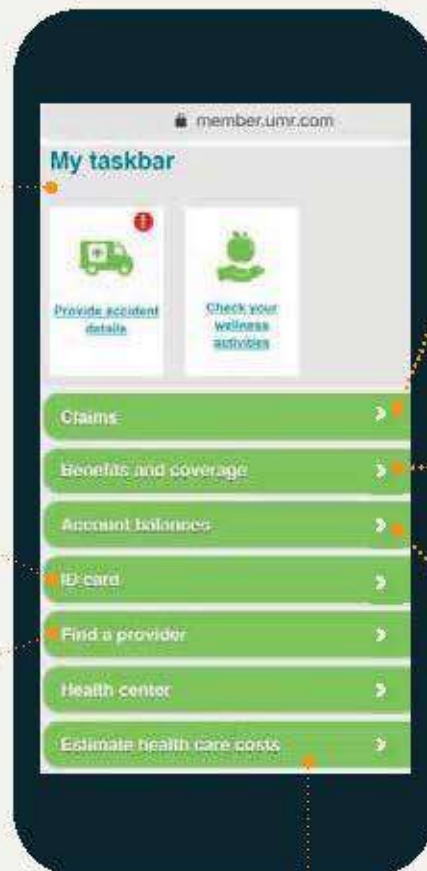 member.umr.com
My taskbar
Provide accident
details
Check your
wellness
activities
Claims
Benefits and coverage
Account balances
ID card
Find a provider
Health center
Estimate health care costs